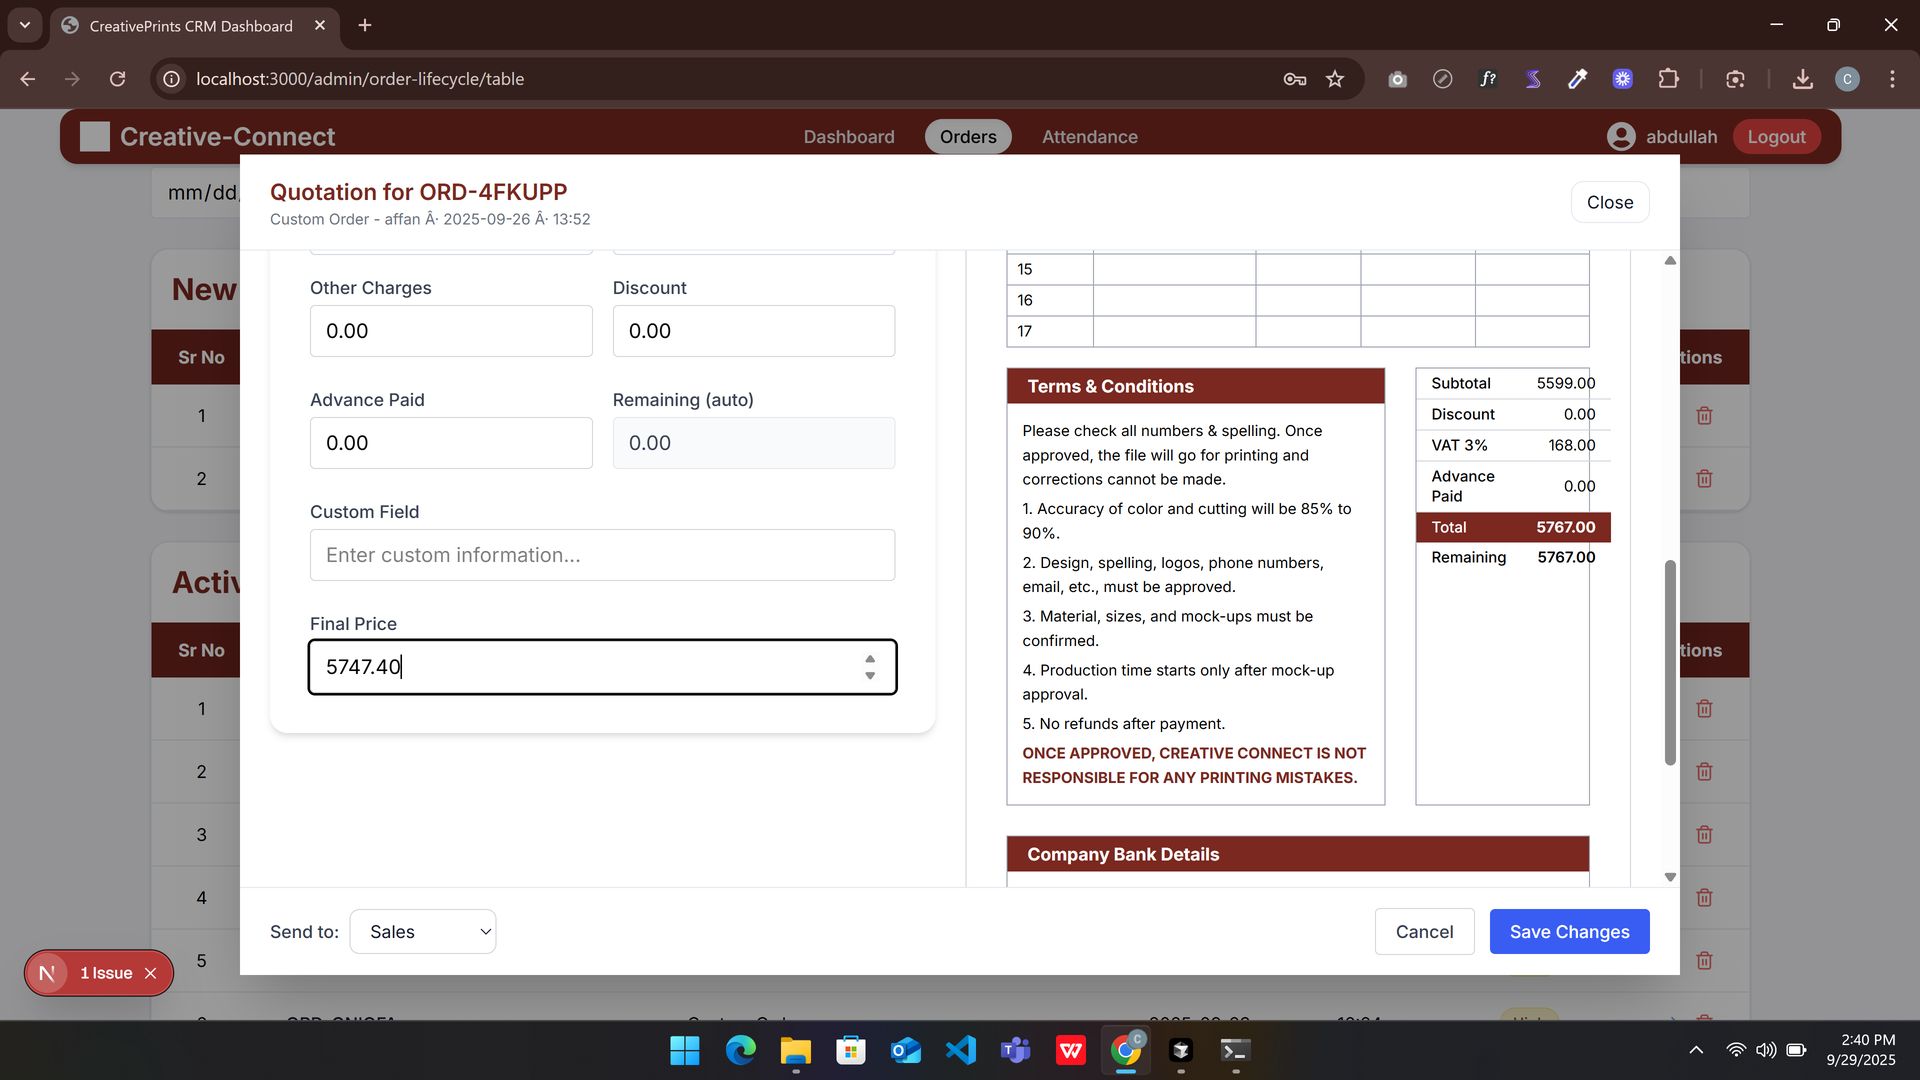 CreativePrints CRM Dashboard
localhost:3000/admin/order-lifecycle/table
f?
C
Creative-Connect
Dashboard
Orders
Attendance
abdullah
Logout
mm/dd/
Quotation for ORD-4FKUPP
Custom Order - affan Â· 2025-09-26 Â· 13:52
Close
New
Sr No
tions
1
2
Activ
Sr No
tions
1
2
3
4
5
Other Charges
Discount
0.00
0.00
Advance Paid
Remaining (auto)
0.00
0.00
Custom Field
Enter custom information...
Final Price
5747.40
15
16
17
Terms & Conditions
Please check all numbers & spelling. Once
approved, the file will go for printing and
corrections cannot be made.
1. Accuracy of color and cutting will be 85% to
90%.
2. Design, spelling, logos, phone numbers,
email, etc., must be approved.
3. Material, sizes, and mock-ups must be
confirmed.
4. Production time starts only after mock-up
approval.
5. No refunds after payment.
ONCE APPROVED, CREATIVE CONNECT IS NOT
RESPONSIBLE FOR ANY PRINTING MISTAKES.
Subtotal 5599.00
Discount 0.00
VAT 3% 168.00
Advance
Paid 0.00
Total 5767.00
Remaining 5767.00
Company Bank Details
Send to:
Sales
Cancel
Save Changes
N
1 Issue
2:40 PM
9/29/2025